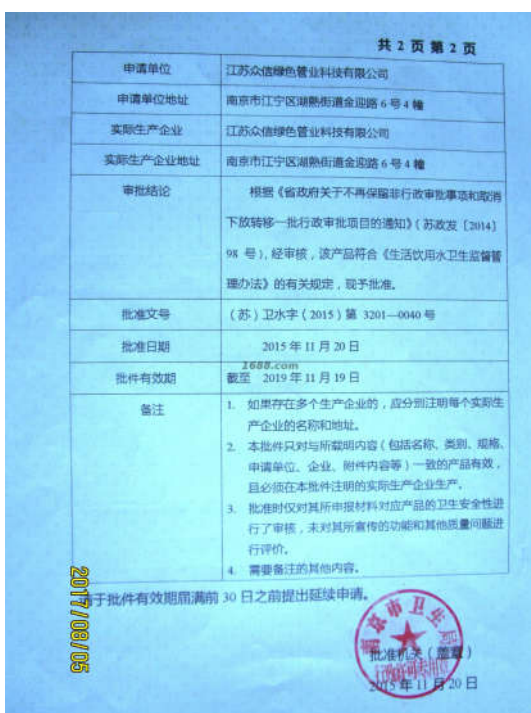 共 2 页 第 2 页
申请单位 江苏众信绿色管业科技有限公司
申请单位地址 南京市江宁区湖熟街道金迎路 6 号 4 幢
实际生产企业 江苏众信绿色管业科技有限公司
实际生产企业地址 南京市江宁区湖熟街道金迎路 6 号 4 幢
审批结论 根据《省政府关于不再保留非行政审批事项和取消
下放转移一批行政审批项目的通知》（苏政发〔2014〕
98 号），经审核，该产品符合《生活饮用水卫生监督管
理办法》的有关规定，现予批准。
批准文号 （苏）卫水字（2015）第 3201—0040 号
批准日期 2015 年 11 月 20 日
1688.com
批件有效期 截至 2019 年 11 月 19 日
备注 1. 如果存在多个生产企业的，应分别注明每个实际生
产企业的名称和地址。
2. 本批件只对与所载明内容（包括名称、类别、规格、
申请单位、企业、附件内容等）一致的产品有效，
且必须在本批件注明的实际生产企业生产。
3. 批准时仅对其所申报材料对应产品的卫生安全性进
行了审核，未对其所宣传的功能和其他质量问题进
行评价。
4. 需要备注的其他内容。
请于批件有效期届满前 30 日之前提出延续申请。
南京市卫生局
批准机关（盖章）
行政许可专用章
2015 年 11 月 20 日
2017/08/05